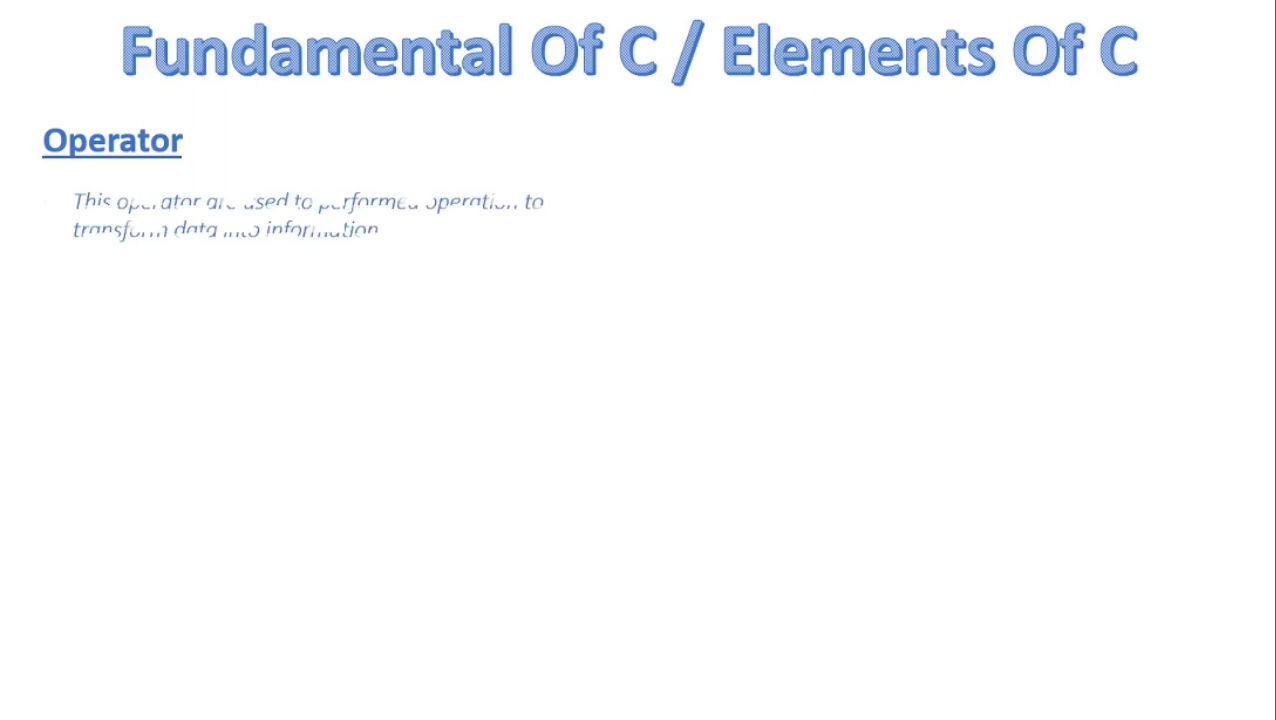 Fundamental Of C / Elements Of C
Operator
This operator are used to performed operation to
transform data into information